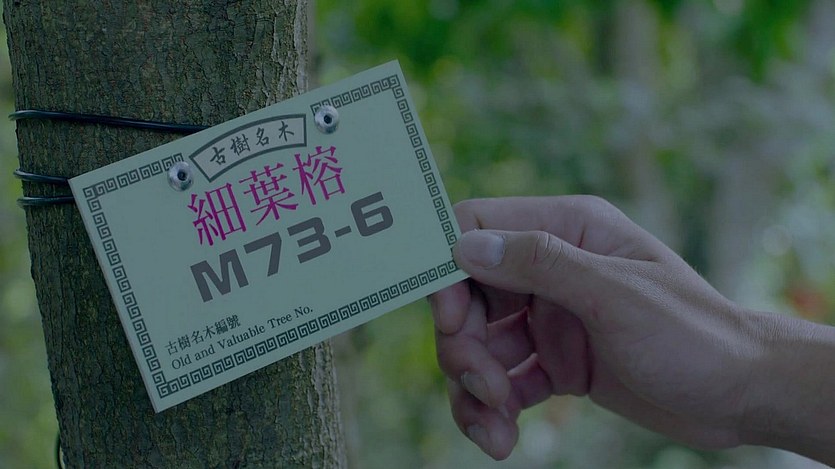 古樹名木
細葉榕
M73-6
古樹名木編號
Old and Valuable Tree No.